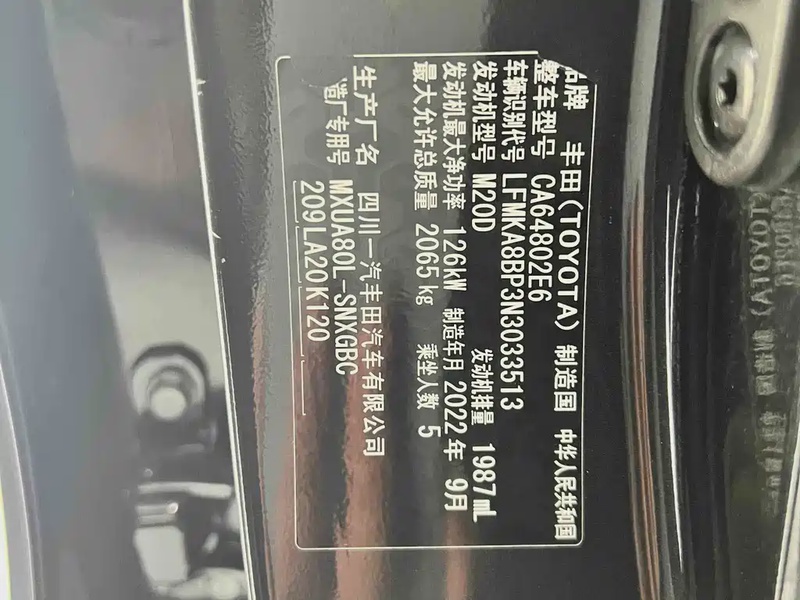 品牌 丰田(TOYOTA) 制造国 中华人民共和国
整车型号 CA64802E6
车辆识别代号 LFMKA8BP3N3033513
发动机型号 M20D 发动机排量 1987mL
发动机最大净功率 126kW 制造年月 2022年 9月
最大允许总质量 2065kg 乘坐人数 5
生产厂名 四川一汽丰田汽车有限公司
造厂专用号 MXUA80L-SNXGBC
209LA20K120